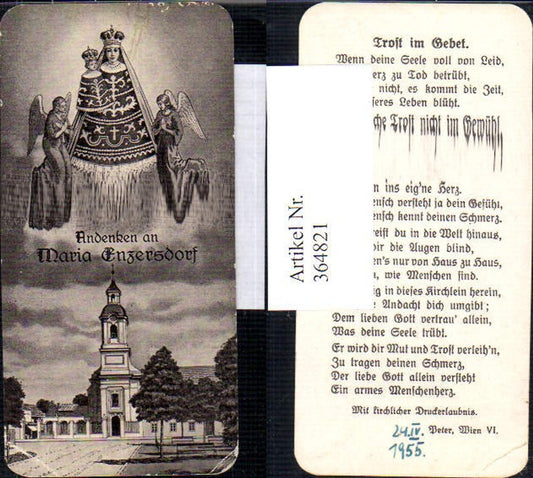 Andenken an
Maria Enzersdorf
Artikel Nr.
364821
Trost im Gebet.
Wenn deine Seele voll von Leid,
erz zu Tod betrübt,
nicht, es kommt die Zeit,
seres Leben blüht.
che Trost nicht im Gewühl,
n ins eig'ne Herz.
ensch versteht ja dein Gefühl,
ensch kennt deinen Schmerz.
eist du in die Welt hinaus,
ir die Augen blind,
en's nur von Haus zu Haus,
n, wie Menschen sind.
ig in dieses Kirchlein herein,
e Andacht dich umgibt;
Dem lieben Gott vertrau' allein,
Was deine Seele trübt.
Er wird dir Mut und Trost verleih'n,
Zu tragen deinen Schmerz,
Der liebe Gott allein versteht
Ein armes Menschenherz.
Mit kirchlicher Druckerlaubnis.
Peter, Wien VI.
24.IV.
1955.